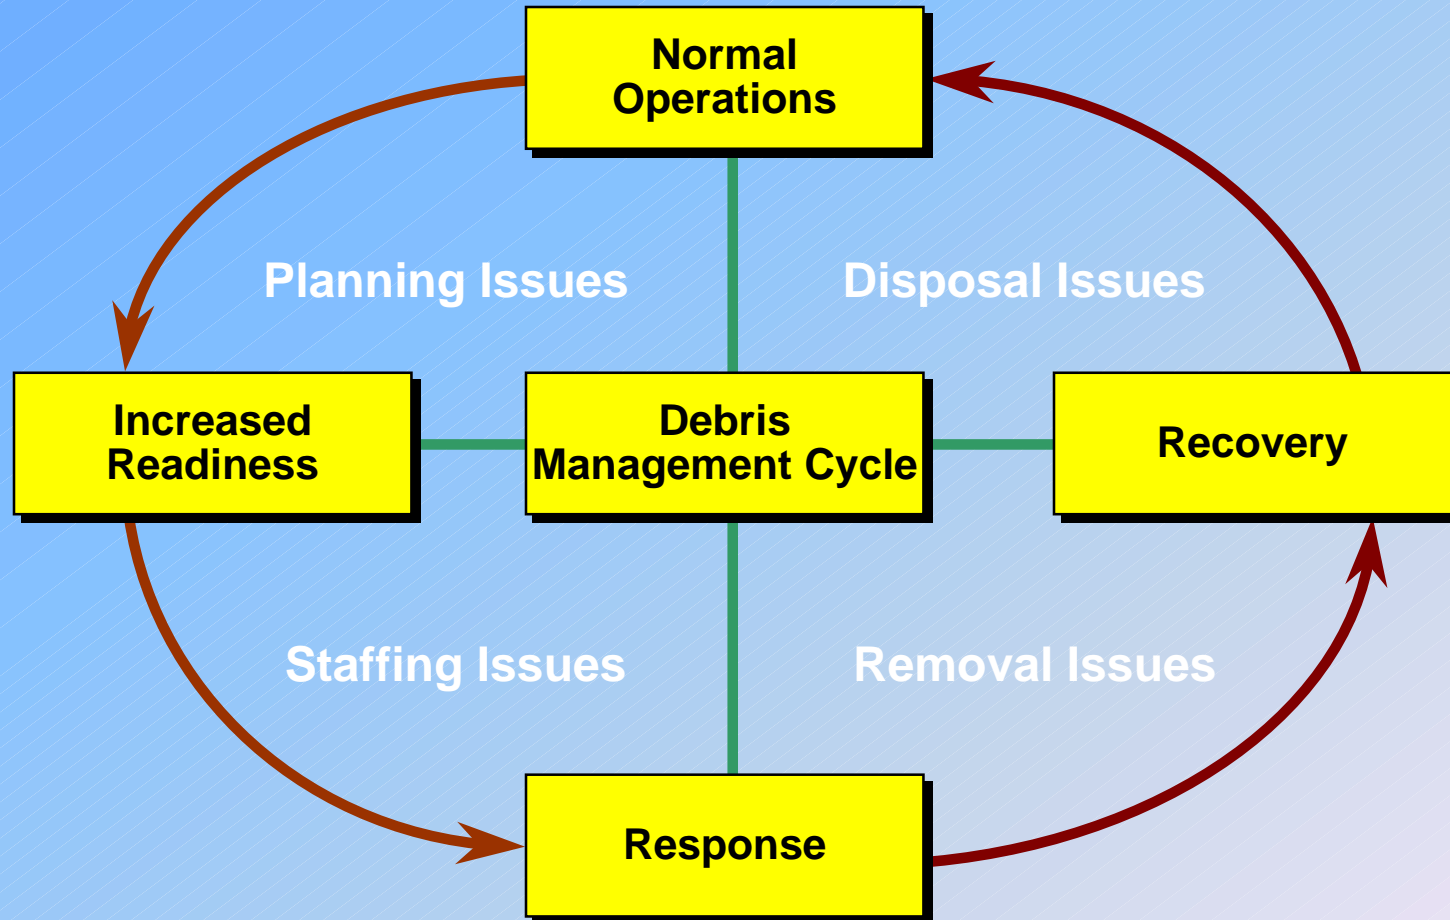 Normal
Operations
Planning Issues
Disposal Issues
Increased
Readiness
Debris
Management Cycle
Recovery
Staffing Issues
Removal Issues
Response